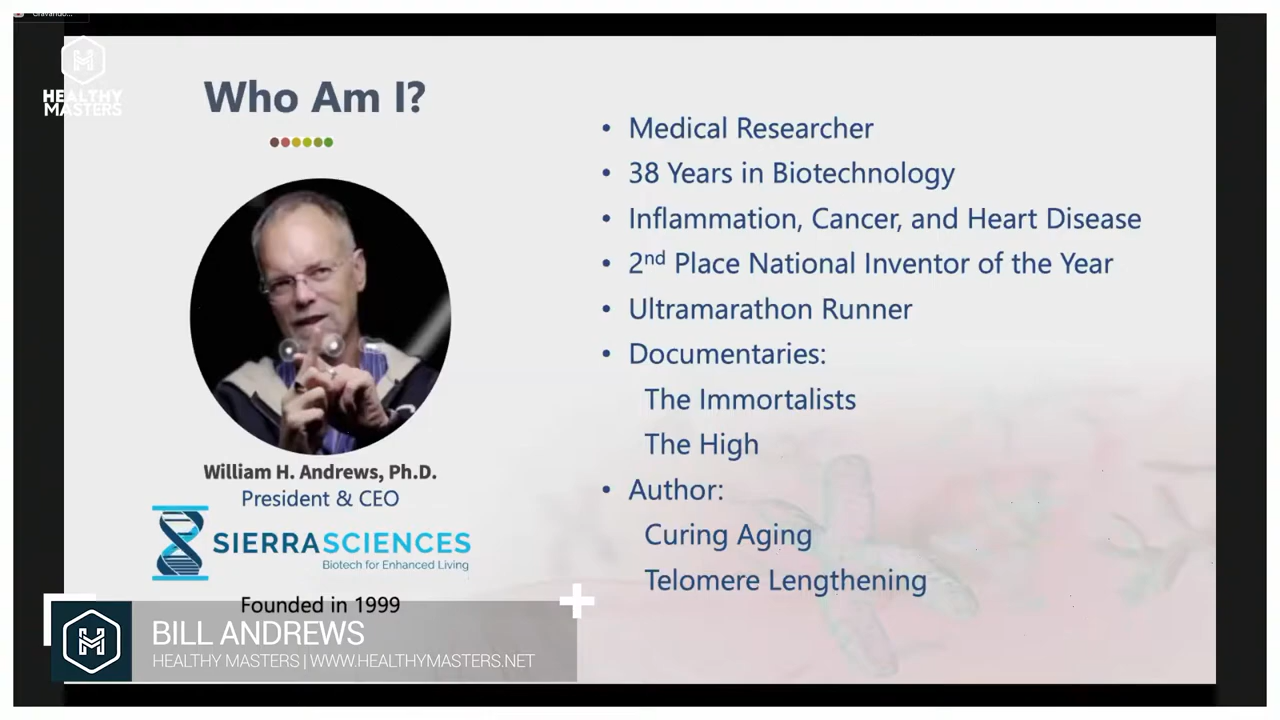 Gravando...
HEALTHY
MASTERS
Who Am I?
William H. Andrews, Ph.D.
President & CEO
SIERRASCIENCES
Biotech for Enhanced Living
Founded in 1999
• Medical Researcher
• 38 Years in Biotechnology
• Inflammation, Cancer, and Heart Disease
• 2nd Place National Inventor of the Year
• Ultramarathon Runner
• Documentaries:
The Immortalists
The High
• Author:
Curing Aging
Telomere Lengthening
BILL ANDREWS
HEALTHY MASTERS | WWW.HEALTHYMASTERS.NET